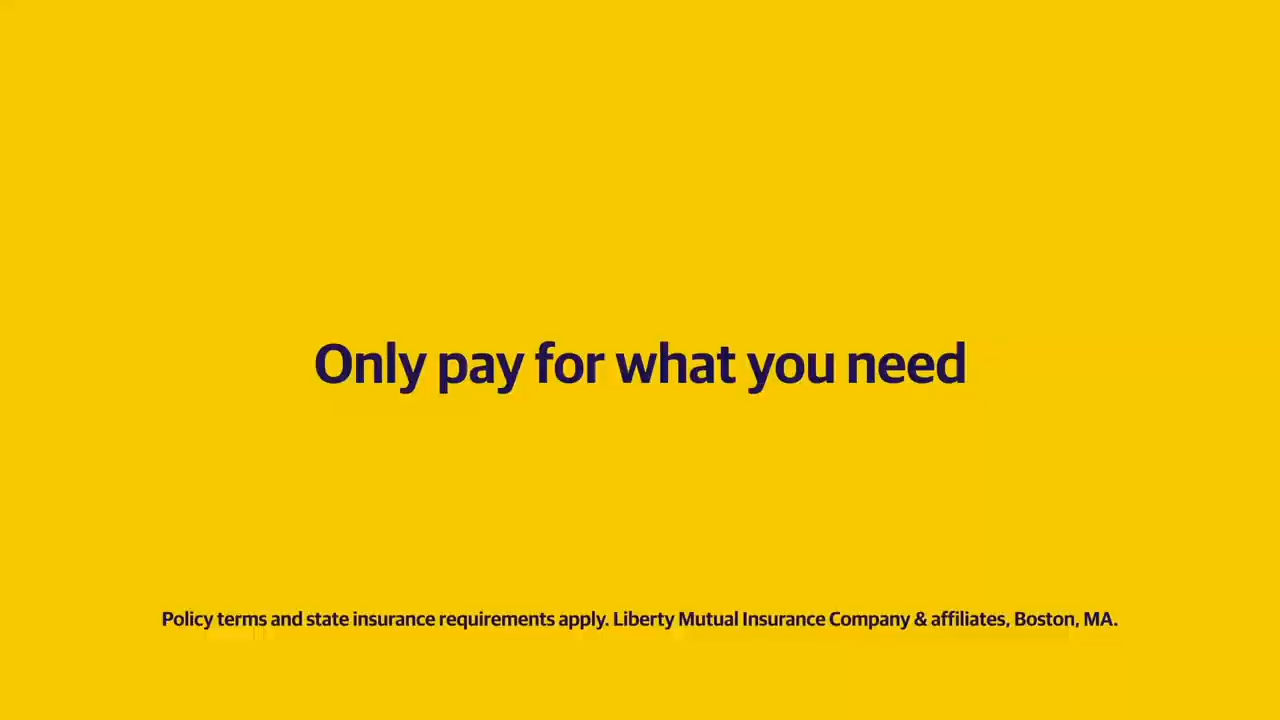 Only pay for what you need
Policy terms and state insurance requirements apply. Liberty Mutual Insurance Company & affiliates, Boston, MA.